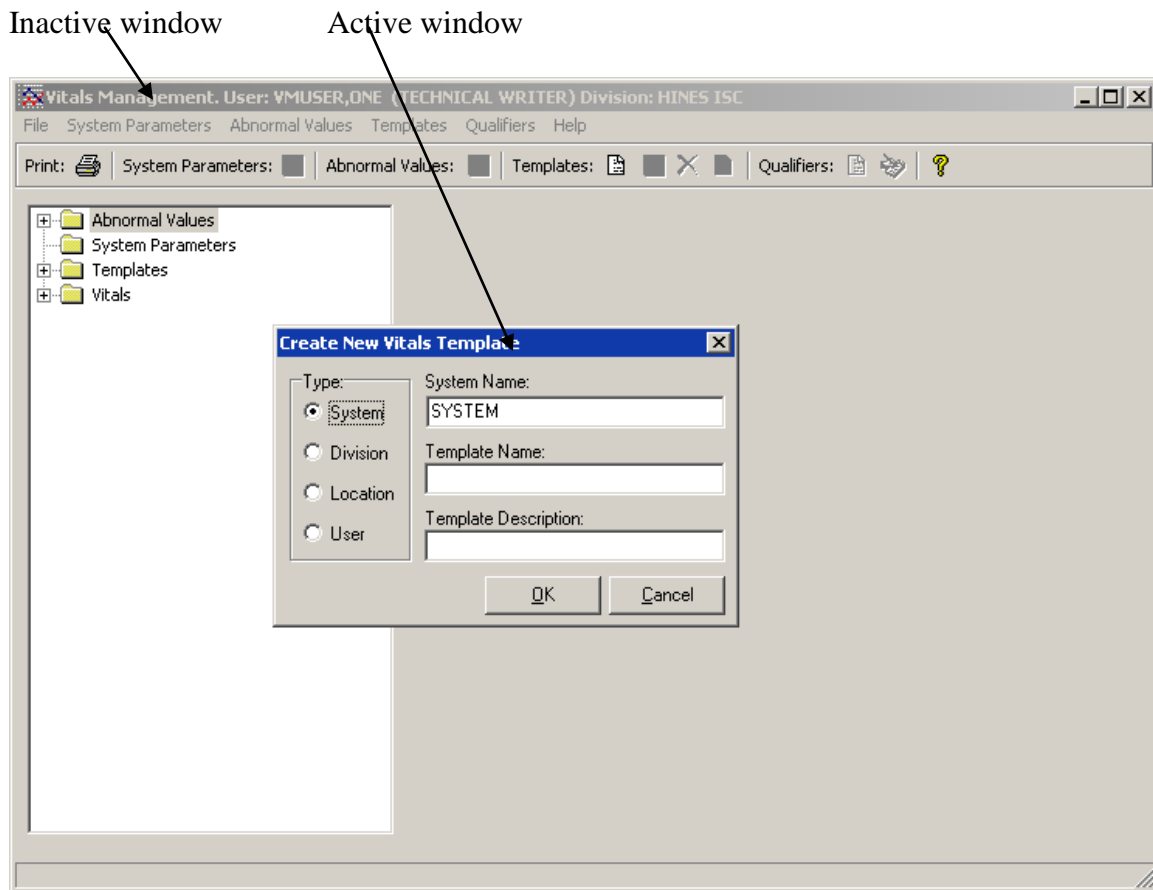 Inactive window Active window
Vitals Management. User: VMUSER,ONE (TECHNICAL WRITER) Division: HINES ISC
File System Parameters Abnormal Values Templates Qualifiers Help
Print: System Parameters: Abnormal Values: Templates: Qualifiers:
Abnormal Values
System Parameters
Templates
Vitals
Create New Vitals Template
Type:
System
Division
Location
User
System Name:
SYSTEM
Template Name:
Template Description:
OK Cancel